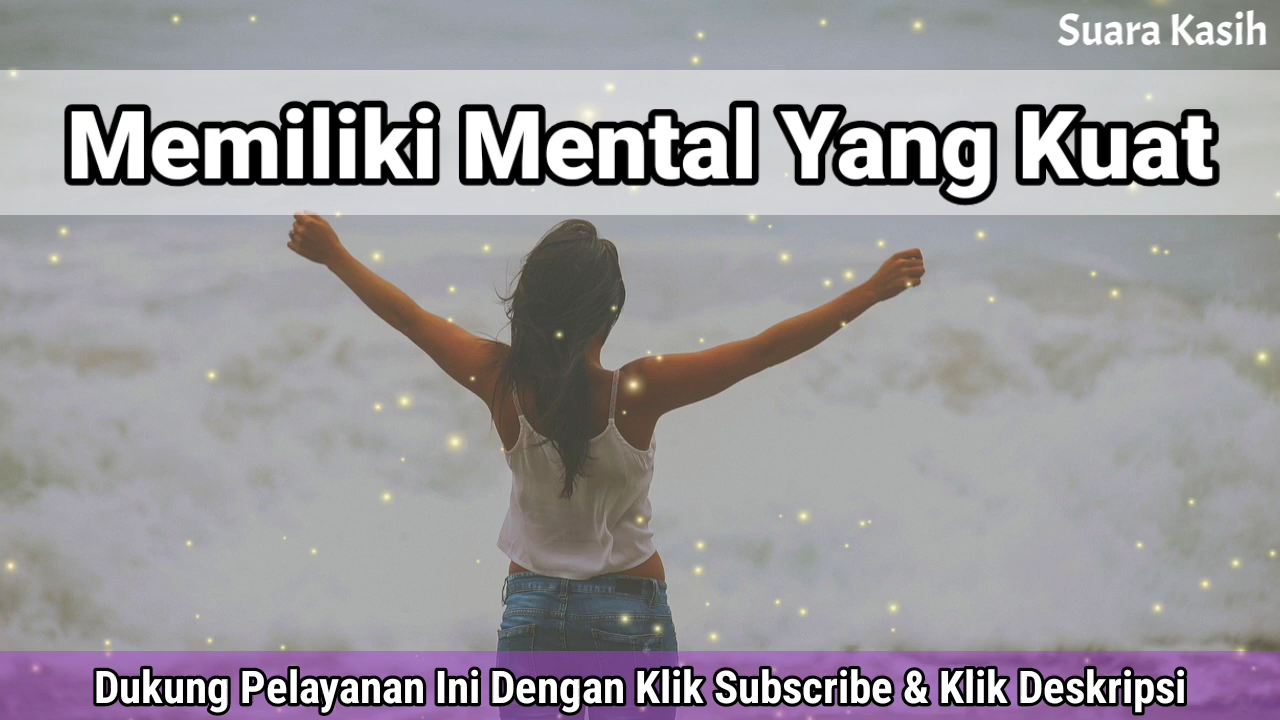 Suara Kasih
Memiliki Mental Yang Kuat
Dukung Pelayanan Ini Dengan Klik Subscribe & Klik Deskripsi